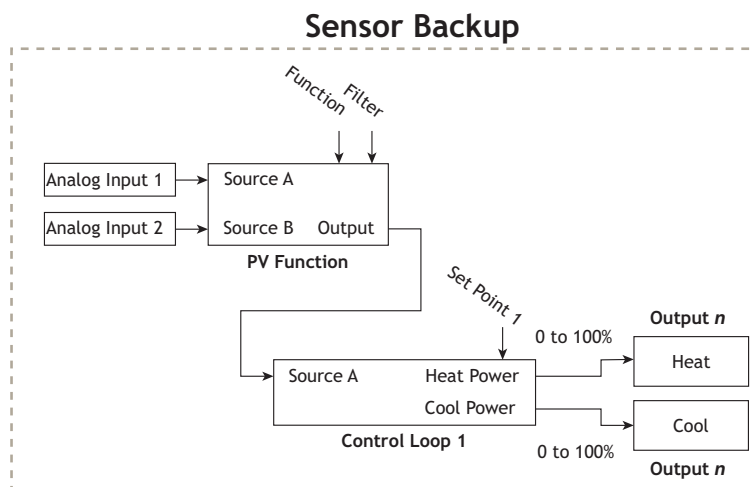 Sensor Backup
Function
Filter
Analog Input 1
Source A
Analog Input 2
Source B
Output
PV Function
Set Point 1
Output n
0 to 100%
Source A
Heat Power
Heat
Cool Power
Cool
Control Loop 1
0 to 100%
Output n